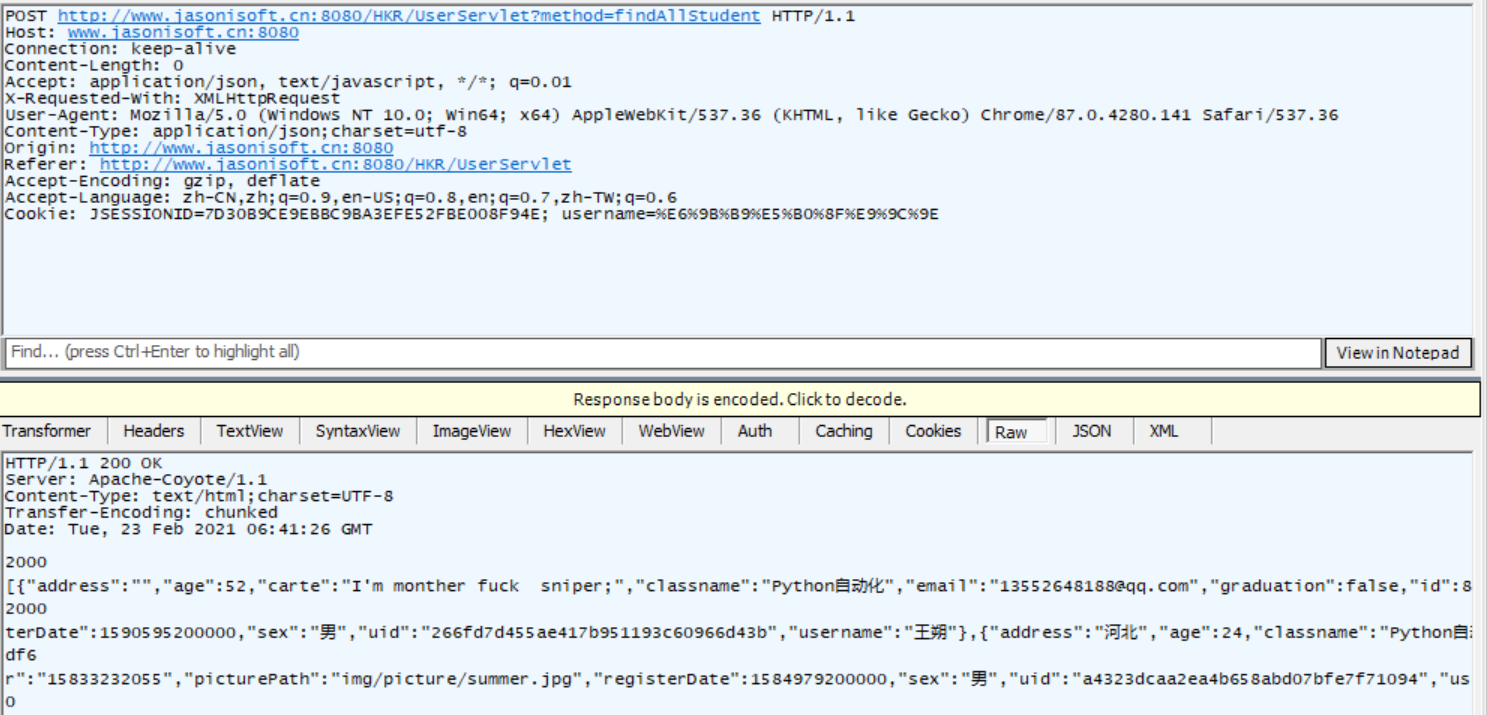 POST http://www.jasonisoft.cn:8080/HKR/UserServlet?method=findAllStudent HTTP/1.1
Host: www.jasonisoft.cn:8080
Connection: keep-alive
Content-Length: 0
Accept: application/json, text/javascript, */*; q=0.01
X-Requested-With: XMLHttpRequest
User-Agent: Mozilla/5.0 (Windows NT 10.0; Win64; x64) AppleWebKit/537.36 (KHTML, like Gecko) Chrome/87.0.4280.141 Safari/537.36
Content-Type: application/json;charset=utf-8
Origin: http://www.jasonisoft.cn:8080
Referer: http://www.jasonisoft.cn:8080/HKR/UserServlet
Accept-Encoding: gzip, deflate
Accept-Language: zh-CN,zh;q=0.9,en-US;q=0.8,en;q=0.7,zh-TW;q=0.6
Cookie: JSESSIONID=7D30B9CE9EBBC9BA3EFE52FBE008F94E; username=%E6%9B%B9%E5%B0%8F%E9%9C%9E
Find... (press Ctrl+Enter to highlight all) View in Notepad
Response body is encoded. Click to decode.
Transformer Headers TextView SyntaxView ImageView HexView WebView Auth Caching Cookies Raw JSON XML
HTTP/1.1 200 OK
Server: Apache-Coyote/1.1
Content-Type: text/html;charset=UTF-8
Transfer-Encoding: chunked
Date: Tue, 23 Feb 2021 06:41:26 GMT
2000
[{"address":"","age":52,"carte":"I'm monther fuck  sniper;","classname":"Python自动化","email":"13552648188@qq.com","graduation":false,"id":8
2000
terDate":1590595200000,"sex":"男","uid":"266fd7d455ae417b951193c60966d43b","username":"王朔"},{"address":"河北","age":24,"classname":"Python自
df6
r":"15833232055","picturePath":"img/picture/summer.jpg","registerDate":1584979200000,"sex":"男","uid":"a4323dcaa2ea4b658abd07bfe7f71094","us
0